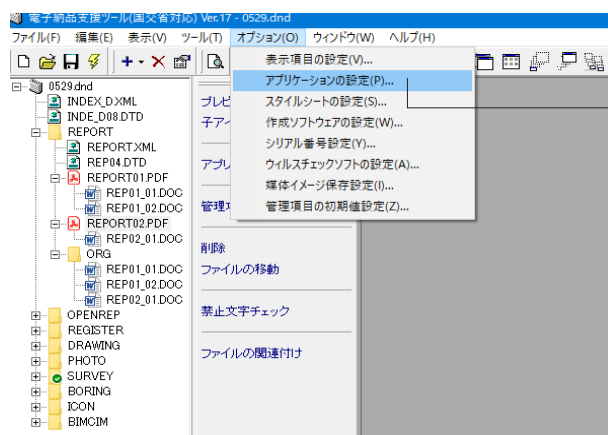 電子納品支援ツール(国交省対応) Ver.17 - 0529.dnd
ファイル(F) 編集(E) 表示(V) ツール(T) オプション(O) ウィンドウ(W) ヘルプ(H)
表示項目の設定(V)...
アプリケーションの設定(P)...
スタイルシートの設定(S)...
作成ソフトウェアの設定(W)...
シリアル番号設定(Y)...
ウィルスチェックソフトの設定(A)...
媒体イメージ保存設定(I)...
管理項目の初期値設定(Z)...
0529.dnd
INDEX_D.XML
INDE_D08.DTD
REPORT
REPORT.XML
REP04.DTD
REPORT01.PDF
REP01_01.DOC
REP01_02.DOC
REPORT02.PDF
REP02_01.DOC
ORG
REP01_01.DOC
REP01_02.DOC
REP02_01.DOC
OPENREP
REGISTER
DRAWING
PHOTO
SURVEY
BORING
ICON
BIMCIM
プレビ
子アイ
アプリ
管理
削除
ファイルの移動
禁止文字チェック
ファイルの関連付け